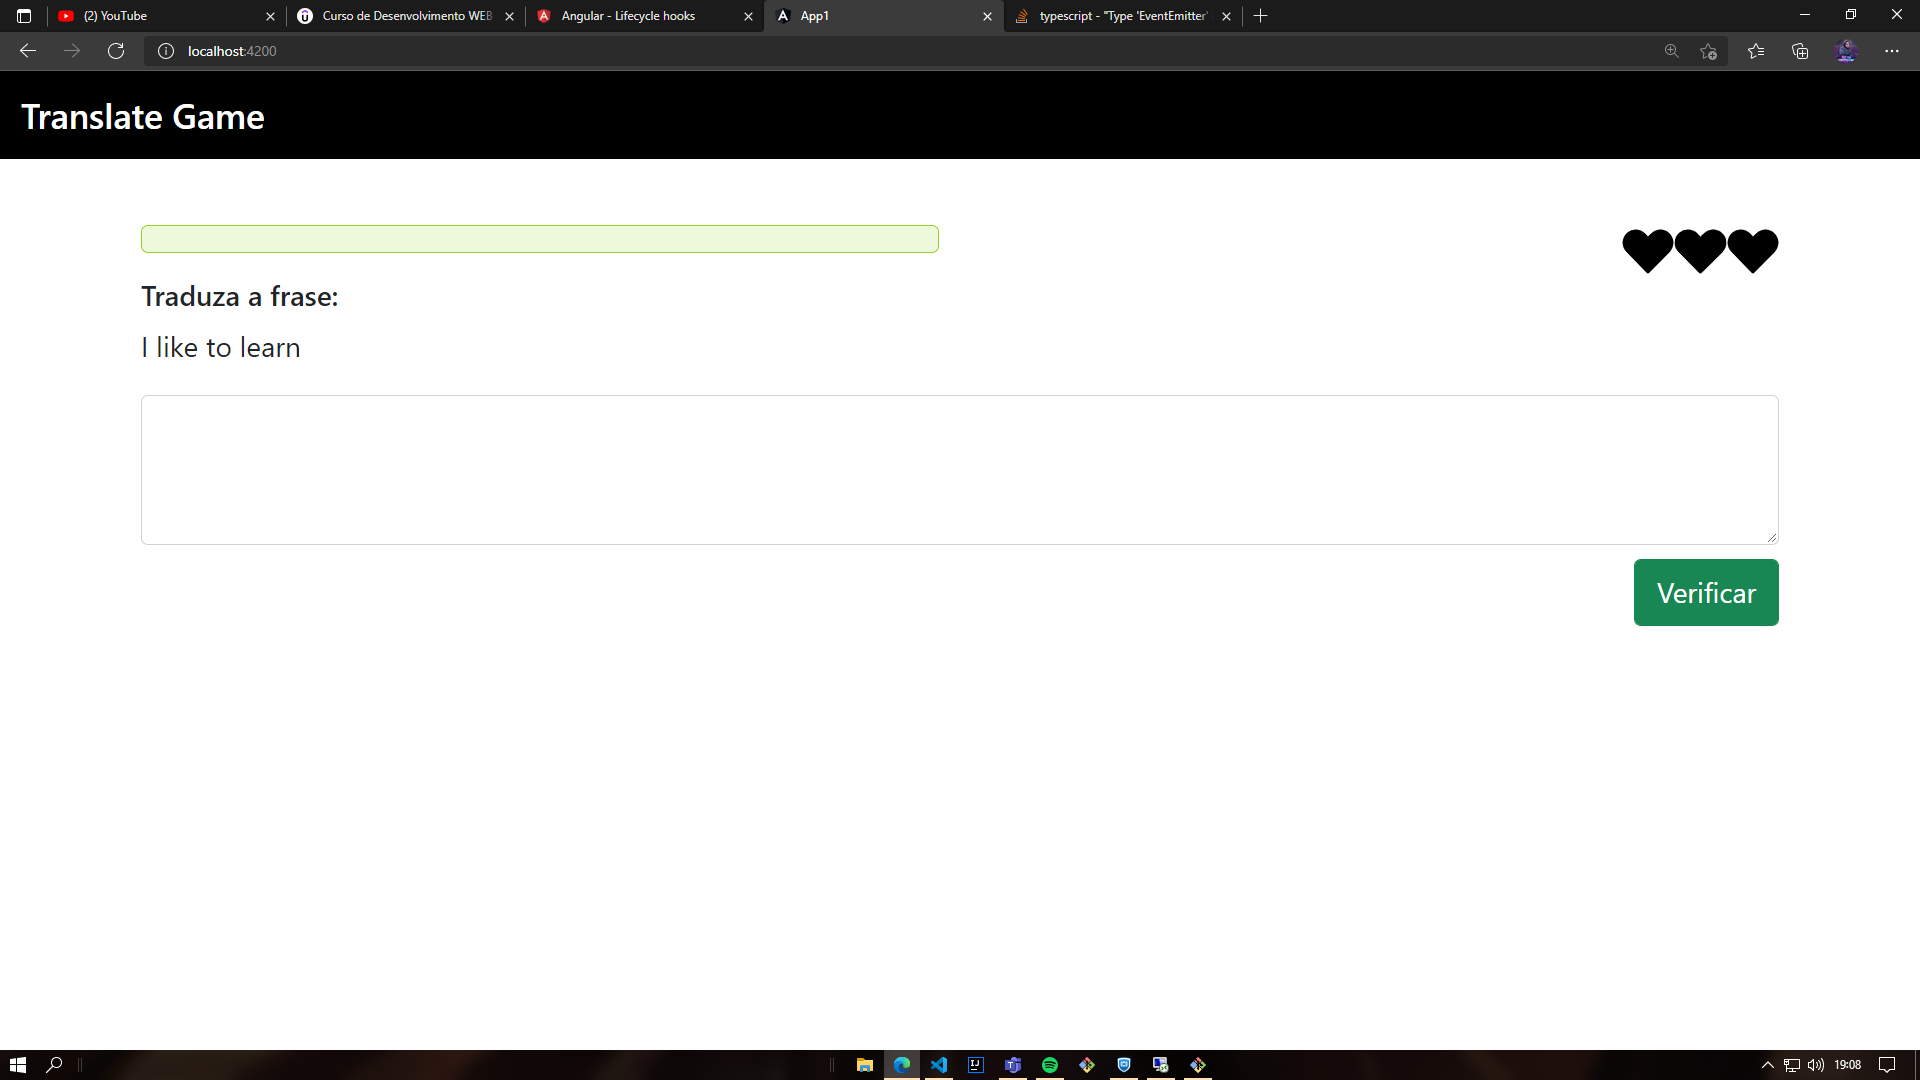 (2) YouTube
Curso de Desenvolvimento WEB
Angular - Lifecycle hooks
App1
typescript - "Type 'EventEmitter'
localhost:4200
Translate Game
Traduza a frase:
I like to learn
Verificar
19:08